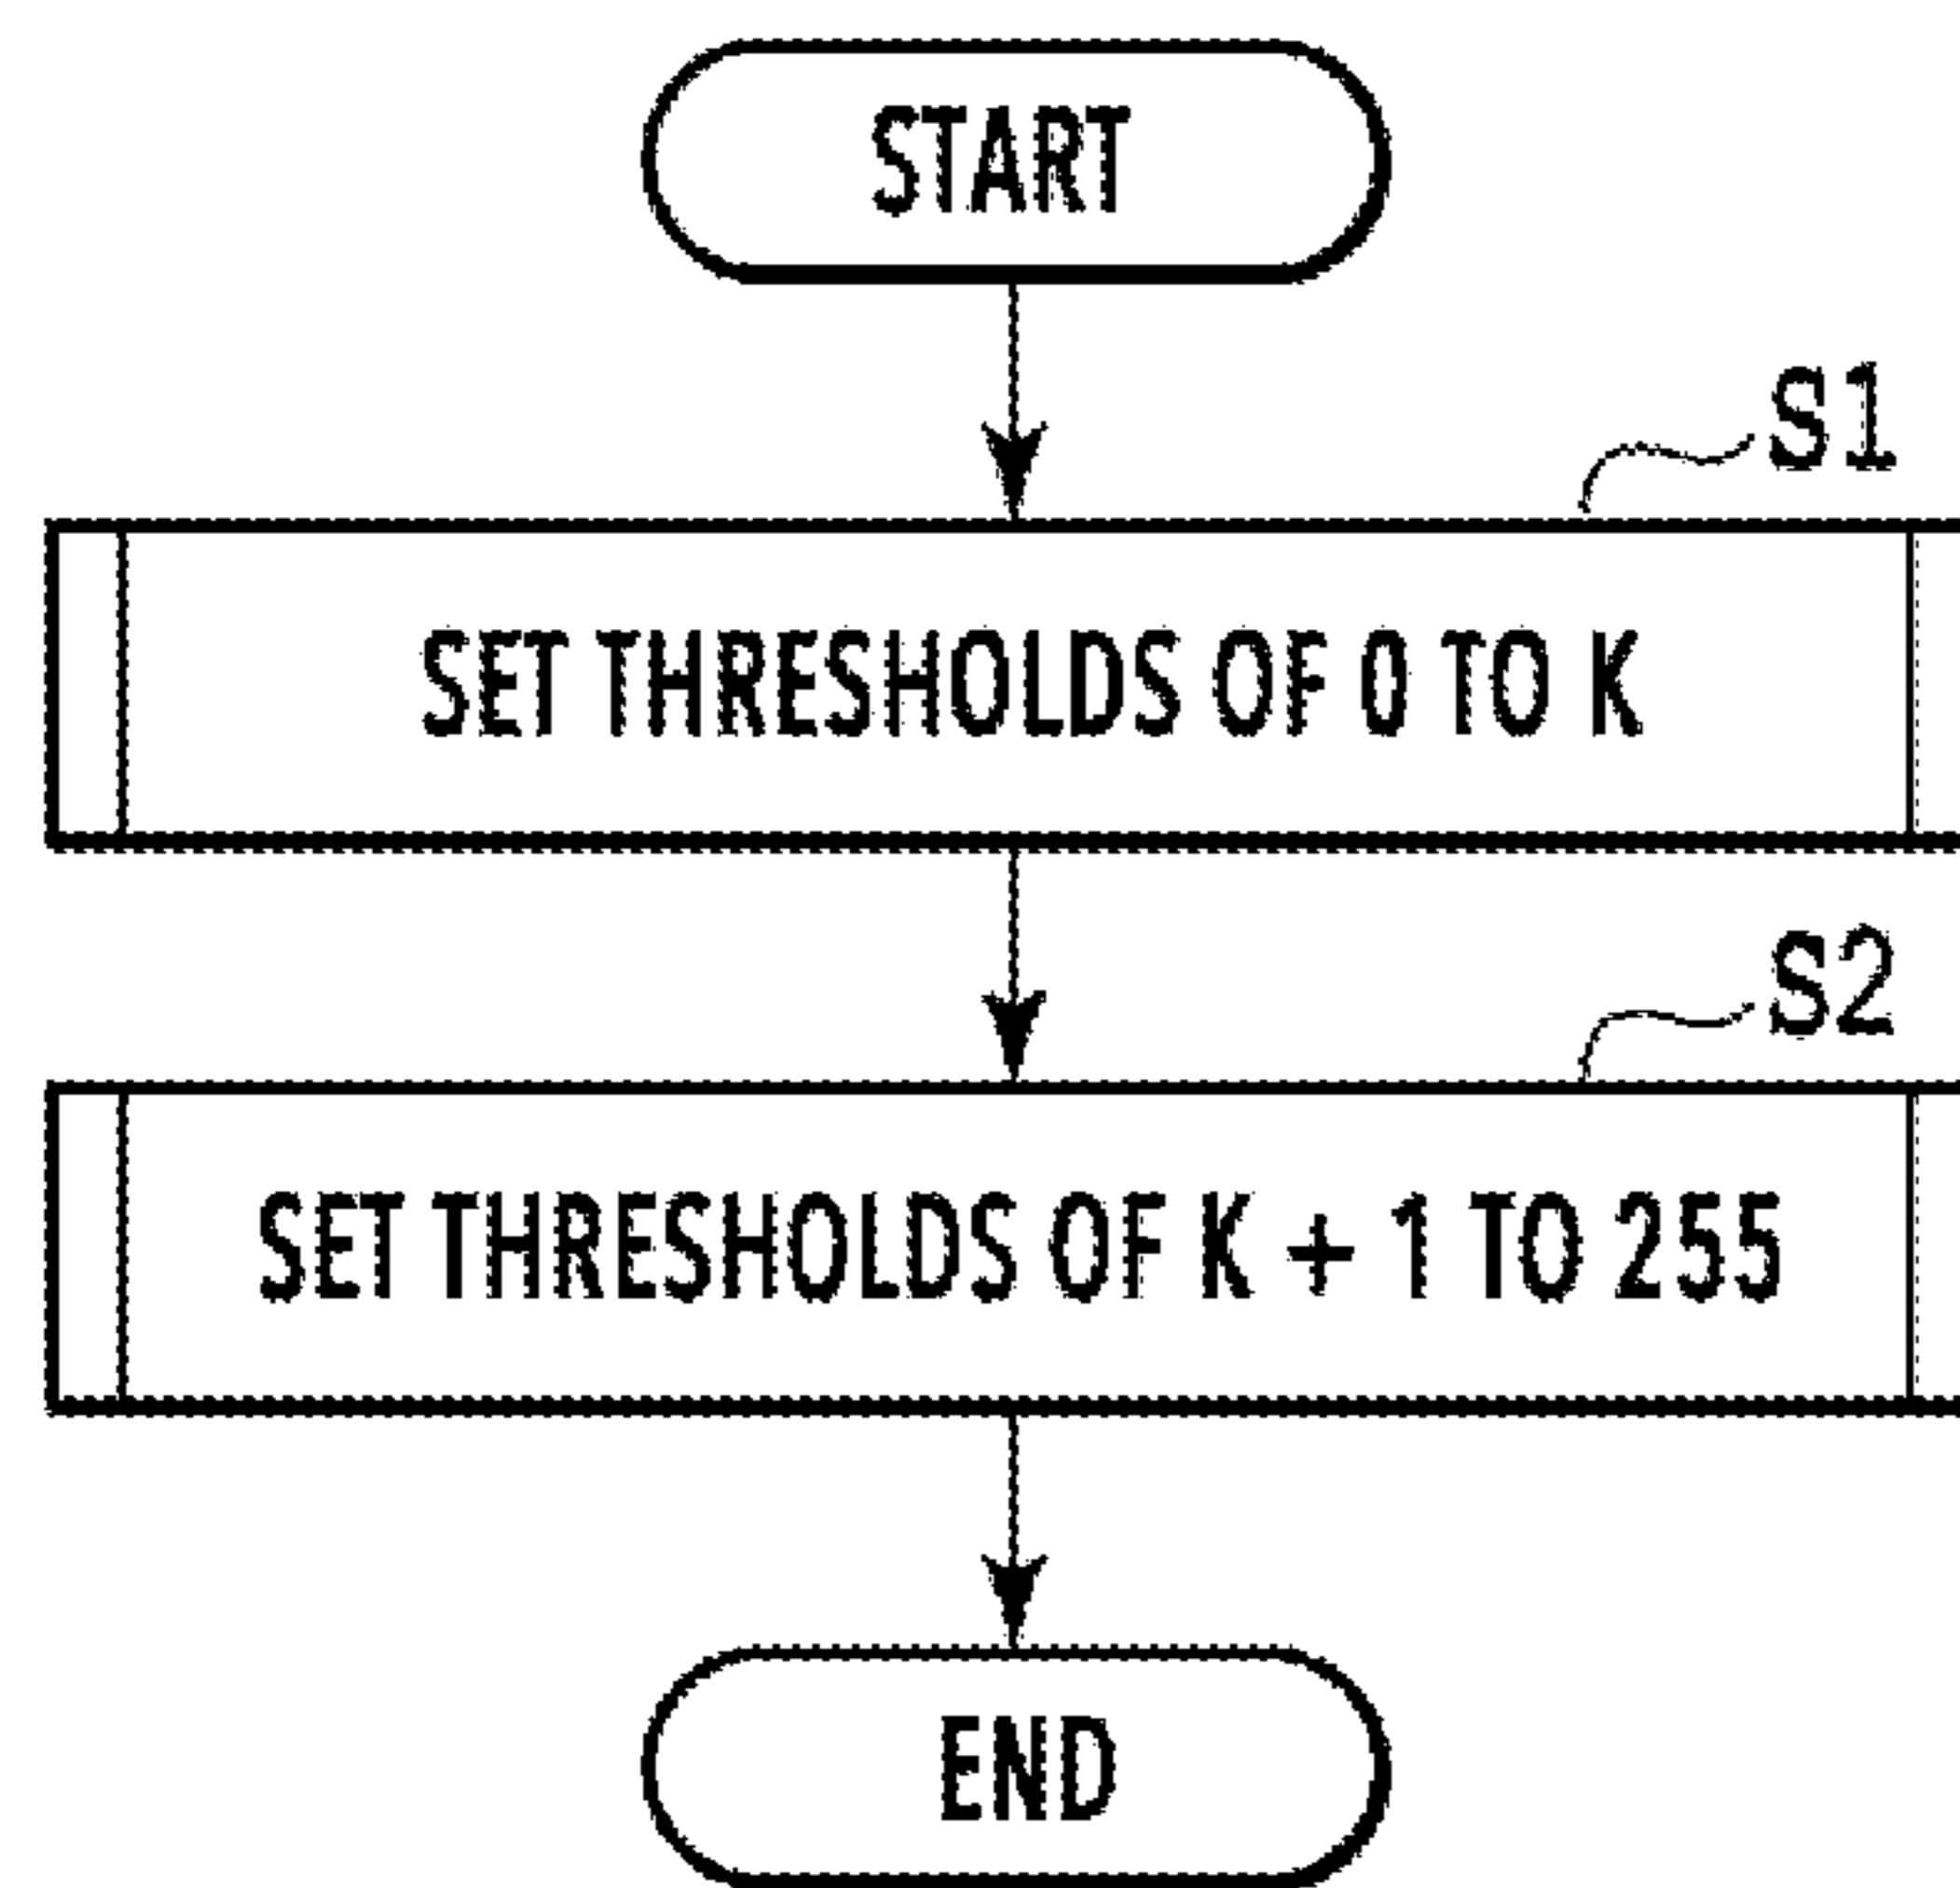 START
S1
SET THRESHOLDS OF 0 TO K
S2
SET THRESHOLDS OF K + 1 TO 255
END